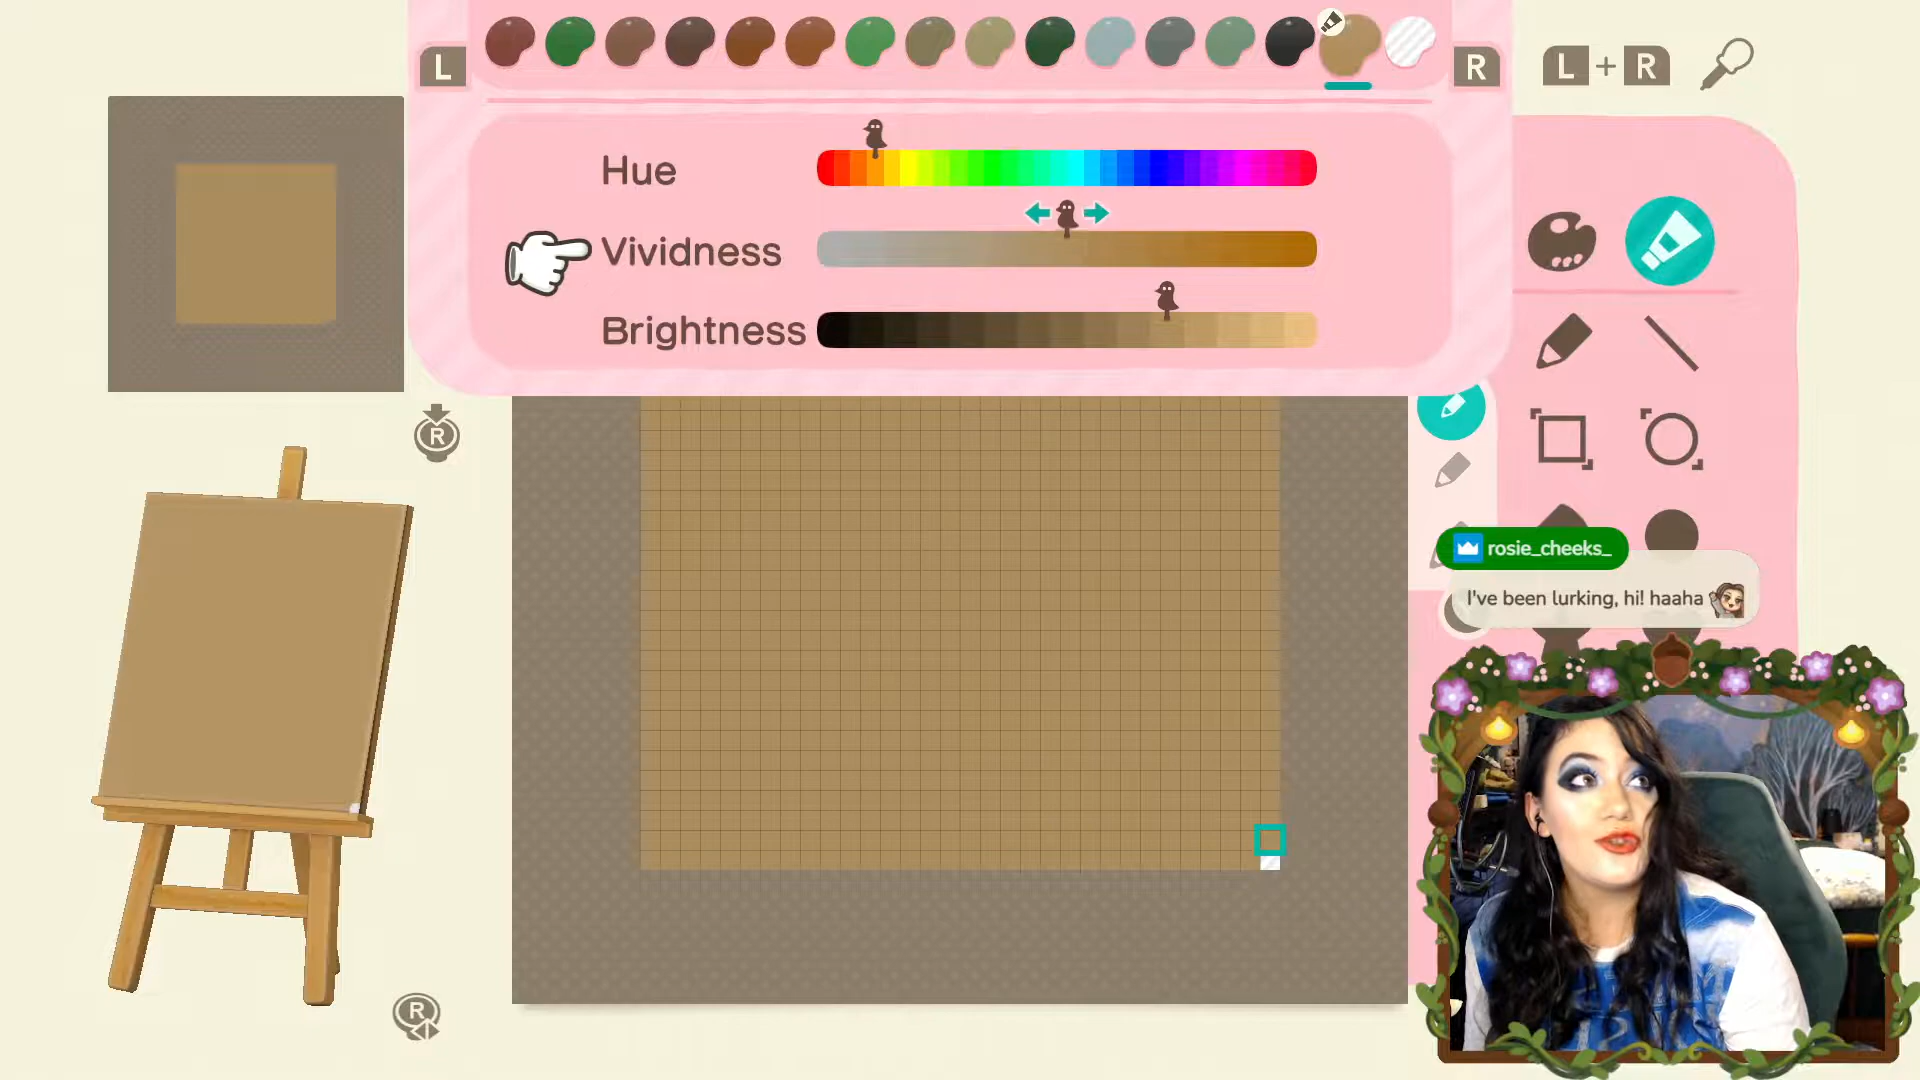 L
R
L + R
Hue
Vividness
Brightness
R
rosie_cheeks_
I've been lurking, hi! haaha
R